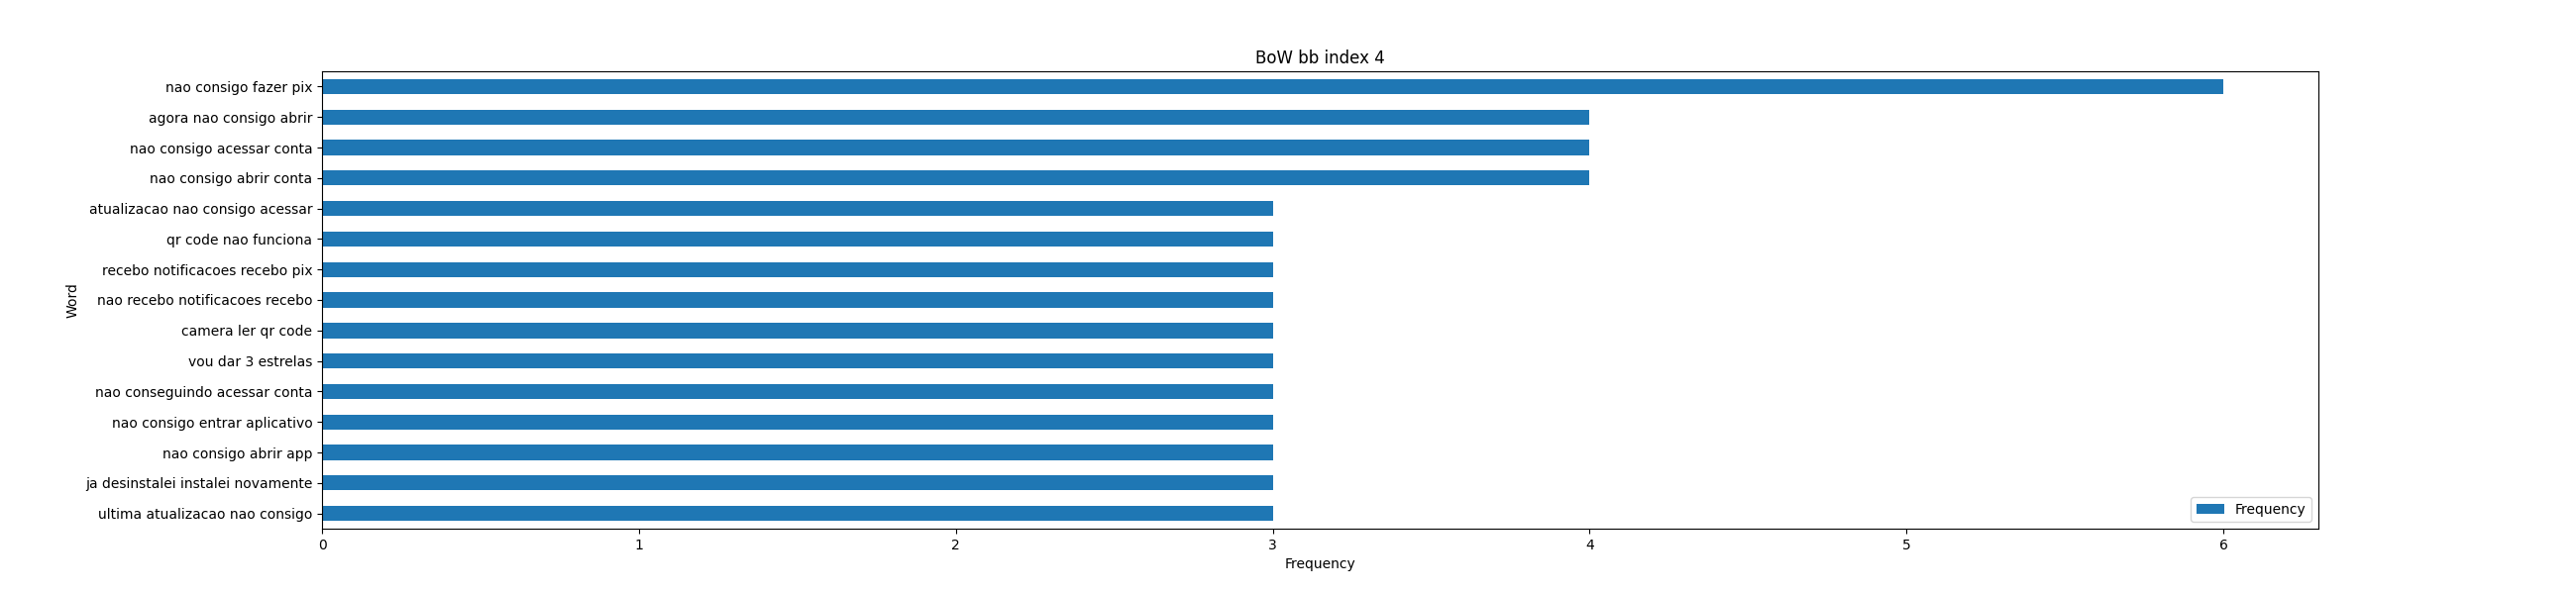 BoW bb index 4
nao consigo fazer pix
agora nao consigo abrir
nao consigo acessar conta
nao consigo abrir conta
atualizacao nao consigo acessar
qr code nao funciona
recebo notificacoes recebo pix
nao recebo notificacoes recebo
camera ler qr code
vou dar 3 estrelas
nao conseguindo acessar conta
nao consigo entrar aplicativo
nao consigo abrir app
ja desinstalei instalei novamente
ultima atualizacao nao consigo
Word
Frequency
0 1 2 3 4 5 6
Frequency